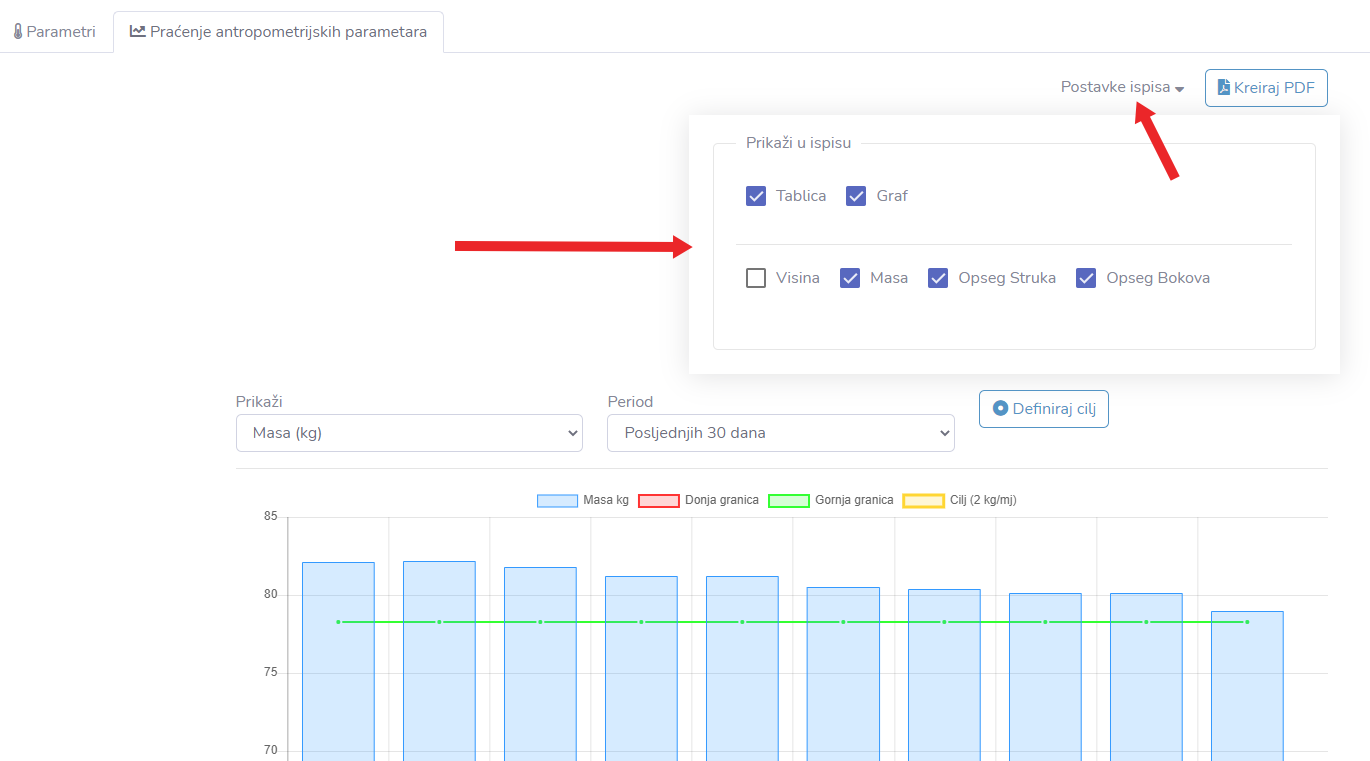 Parametri
Praćenje antropometrijskih parametara
Postavke ispisa
Kreiraj PDF
Prikaži u ispisu
Tablica
Graf
Visina
Masa
Opseg Struka
Opseg Bokova
Prikaži
Period
Definiraj cilj
Masa (kg)
Posljednjih 30 dana
Masa kg
Donja granica
Gornja granica
Cilj (2 kg/mj)
85
80
75
70